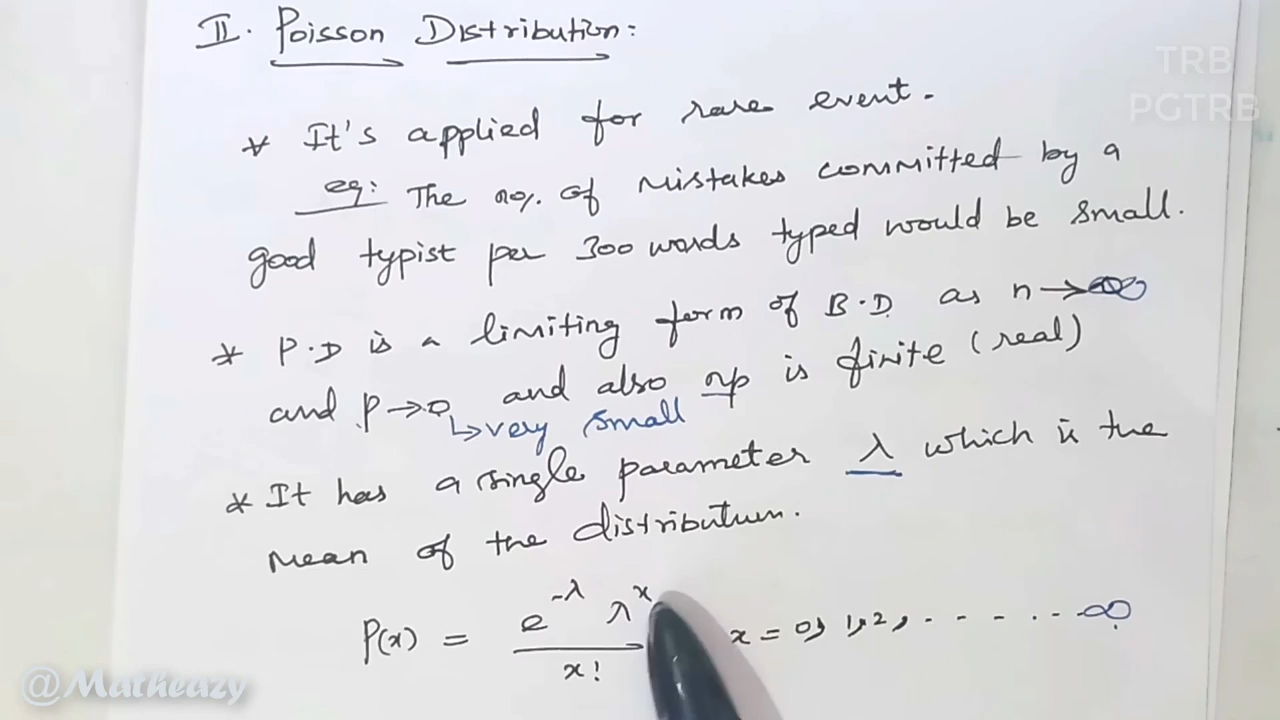 II. Poisson Distribution:
TRB
PGTRB
* It's applied for rare event.
eg: The no. of mistakes committed by a
good typist per 300 words typed would be small.
* P.D is a limiting form of B.D as n→∞
and p→0 and also np is finite (real)
↳very small
* It has a single parameter λ which is the
Mean of the distribution.
P(x) = e^-λ λ^x / x! x = 0, 1, 2, - - - - - ∞
@Matheazy